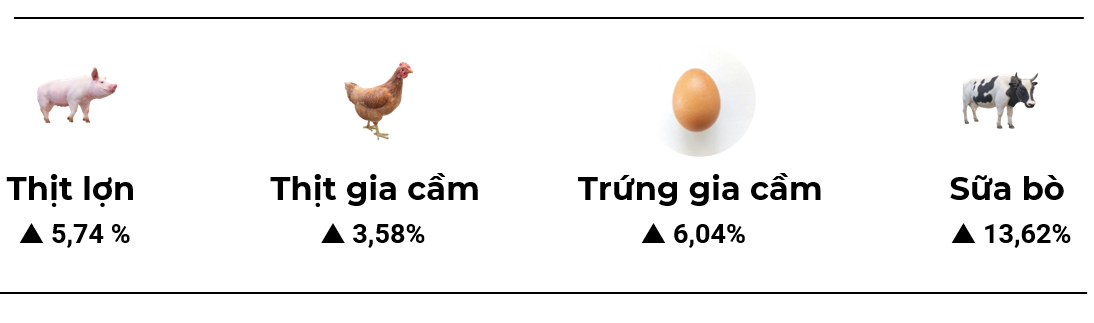 Thịt lợn
Thịt gia cầm
Trứng gia cầm
Sữa bò
▲ 5,74 %
▲ 3,58%
▲ 6,04%
▲ 13,62%